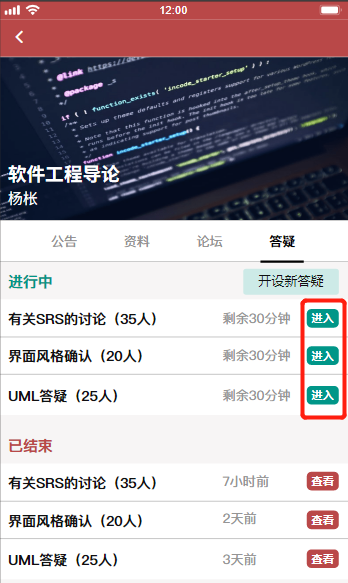 12:00
@link https://
@package _s
*/
if ( ! function_exists( 'incode_starter_setup' ) ) :
/**
软件工程导论
杨枨
公告 资料 论坛 答疑
进行中 开设新答疑
有关SRS的讨论（35人） 剩余30分钟 进入
界面风格确认（20人） 剩余30分钟 进入
UML答疑（25人） 剩余30分钟 进入
已结束
有关SRS的讨论（35人） 7小时前 查看
界面风格确认（20人） 2天前 查看
UML答疑（25人） 3天前 查看